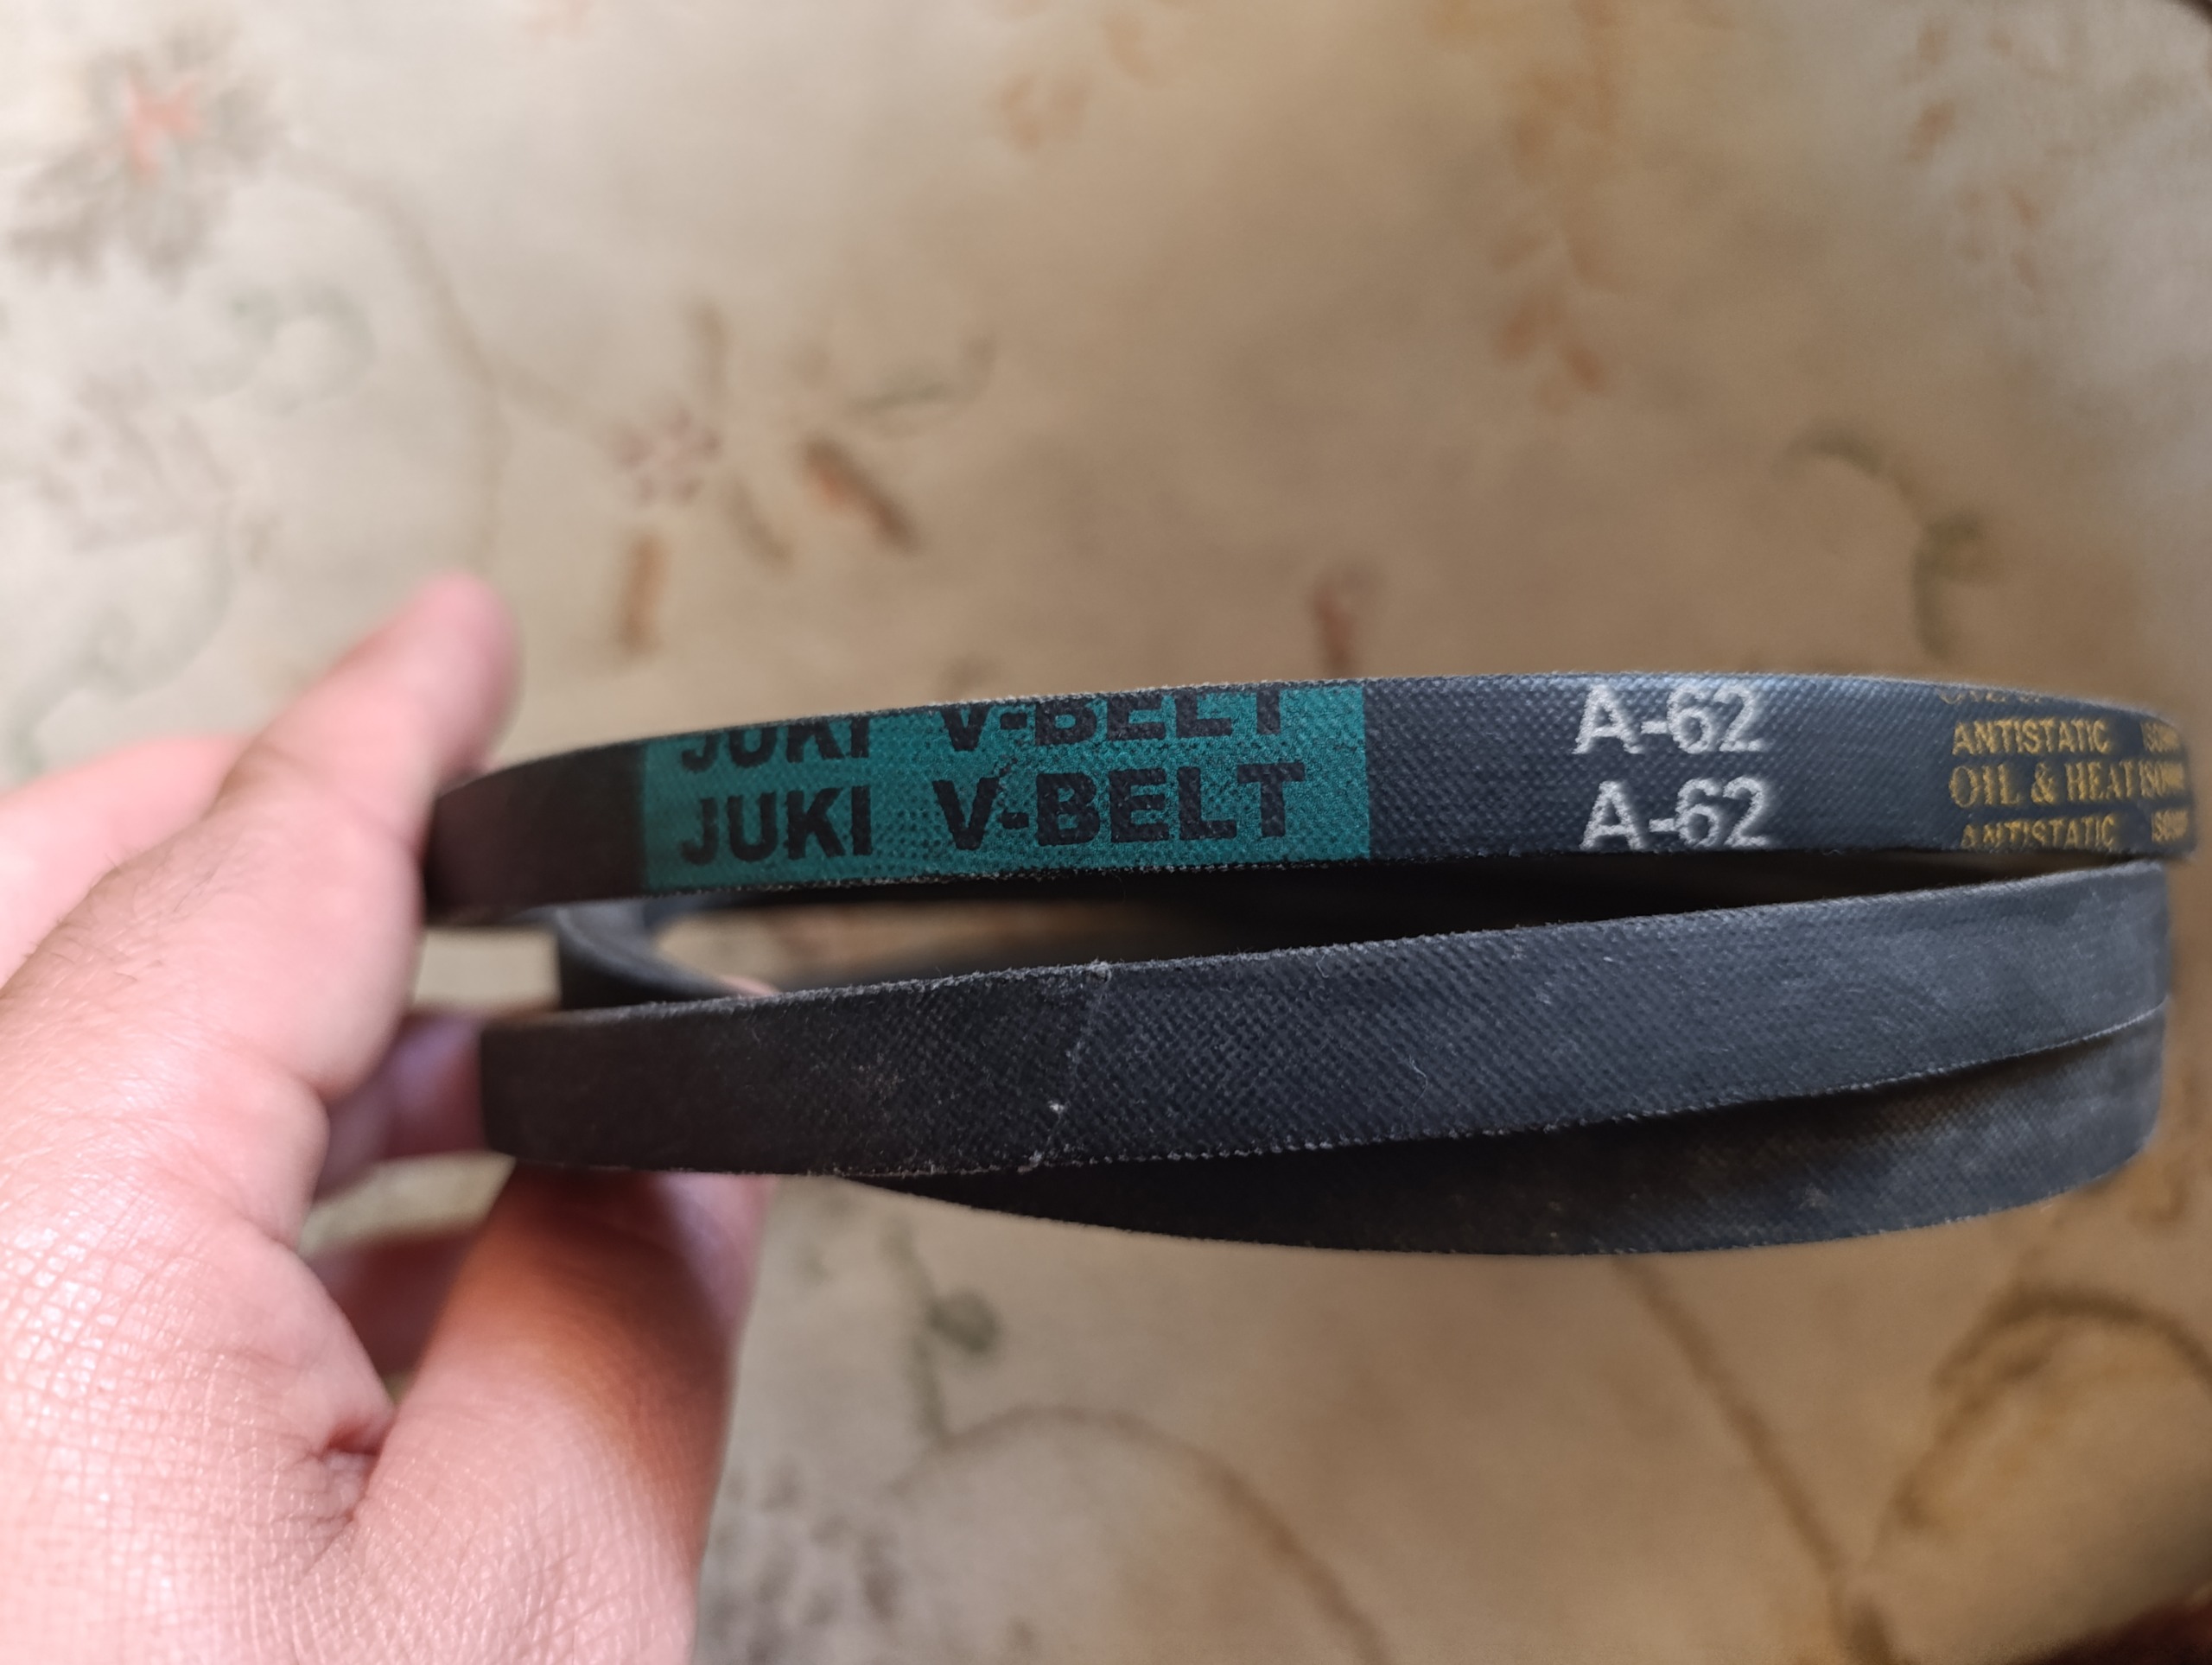 JUKI V-BELT
JUKI V-BELT
A-62
A-62
ANTISTATIC
OIL & HEAT
ANTISTATIC